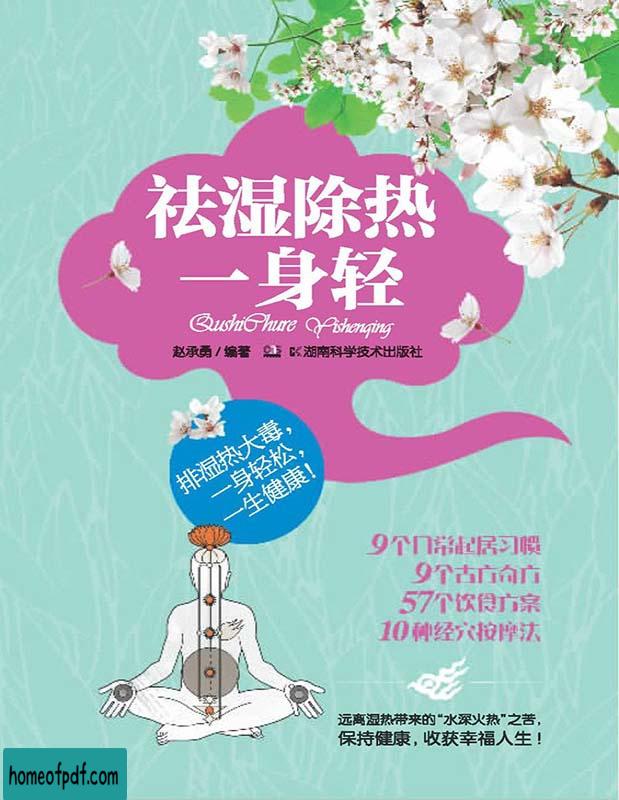 祛湿除热
一身轻
QushiChure Yishenqing
赵承勇/编著 湖南科学技术出版社
排湿热大毒,
一身轻松,
一生健康!
9个日常起居习惯
9个古方奇方
57个饮食方案
10种经穴按摩法
远离湿热带来的“水深火热”之苦,
保持健康,收获幸福人生!
homeofpdf.com